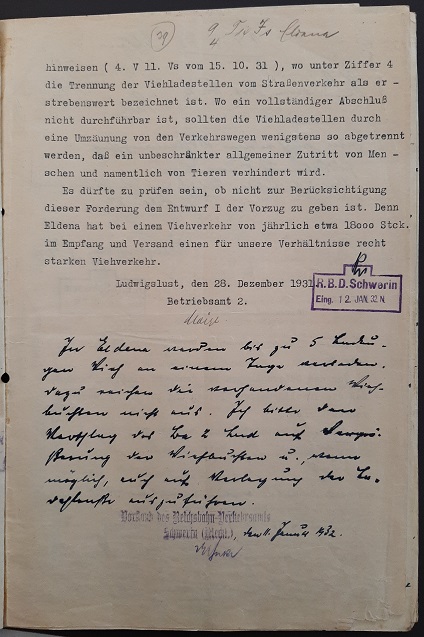 39
9/4
Eldena
hinweisen ( 4. V 11. Vs vom 15. 10. 31 ), wo unter Ziffer 4
die Trennung der Viehladestellen vom Straßenverkehr als er -
strebenswert bezeichnet ist. Wo ein vollständiger Abschluß
nicht durchführbar ist, sollten die Viehladestellen durch
eine Umzäunung von den Verkehrswegen wenigstens so abgetrennt
werden, daß ein unbeschränkter allgemeiner Zutritt von Men -
schen und namentlich von Tieren verhindert wird.
Es dürfte zu prüfen sein, ob nicht zur Berücksichtigung
dieser Forderung dem Entwurf I der Vorzug zu geben ist. Denn
Eldena hat bei einem Viehverkehr von jährlich etwa 18000 Stck.
im Empfang und Versand einen für unsere Verhältnisse recht
starken Viehverkehr.
Ludwigslust, den 28. Dezember 1931
Betriebsamt 2.
R.B.D. Schwerin
Eing. 12. JAN. 32 N.
In Eldena werden bis zu 5 Ladun-
gen Vieh an einem Tage verladen.
Dazu reichen die vorhandenen Vieh-
buchten nicht aus. Ich bitte den
Vorschlag des Ba 2 Lud auf Vergrö-
ßerung der Viehbuchten u., wenn
möglich, auch auf Verlegung der La-
auszuführen.
Vorstand des Reichsbahn-Verkehrsamts
Schwerin (Meckl.), den 11. Januar 1932.